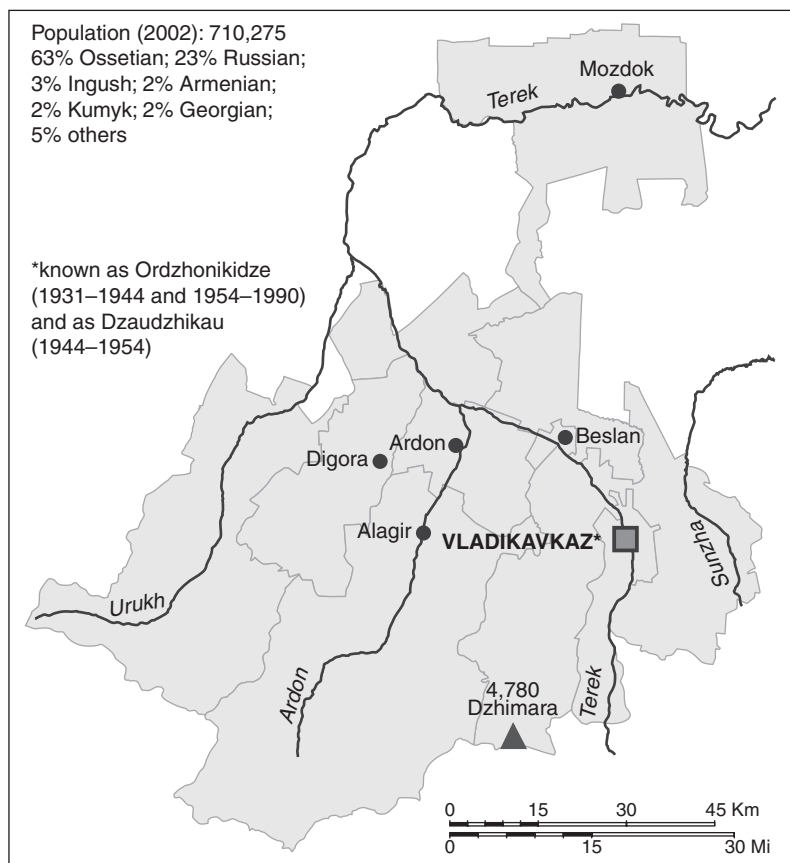 Population (2002): 710,275
63% Ossetian; 23% Russian;
3% Ingush; 2% Armenian;
2% Kumyk; 2% Georgian;
5% others
Mozdok
Terek
*known as Ordzhonikidze
(1931–1944 and 1954–1990)
and as Dzaudzhikau
(1944–1954)
Beslan
Ardon
Digora
Alagir
VLADIKAVKAZ*
Sunzha
Urukh
Ardon
Terek
4,780
Dzhimara
0 15 30 45 Km
0 15 30 Mi